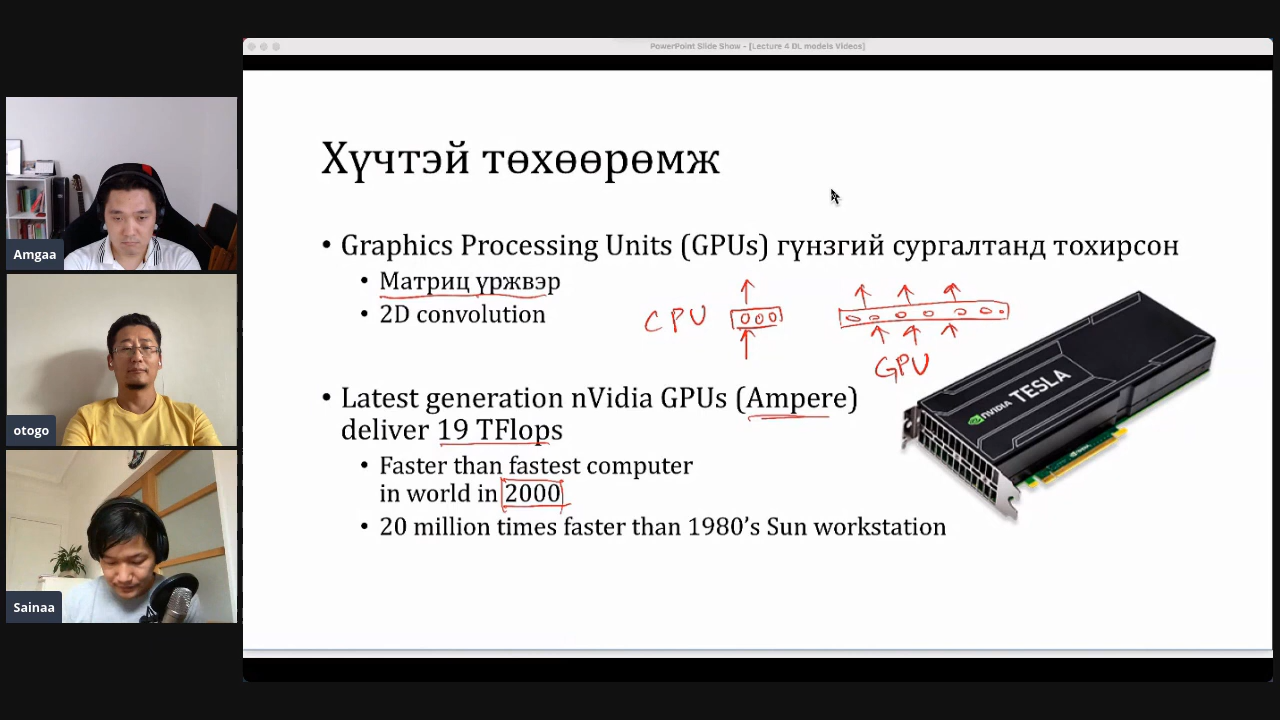 PowerPoint Slide Show - [Lecture 4 DL models Videos]
Хүчтэй төхөөрөмж
• Graphics Processing Units (GPUs) гүнзгий сургалтанд тохирсон
• Матриц үржвэр
• 2D convolution
CPU
GPU
• Latest generation nVidia GPUs (Ampere)
deliver 19 TFlops
• Faster than fastest computer
in world in 2000
• 20 million times faster than 1980’s Sun workstation
NVIDIA TESLA
Amgaa
otogo
Sainaa